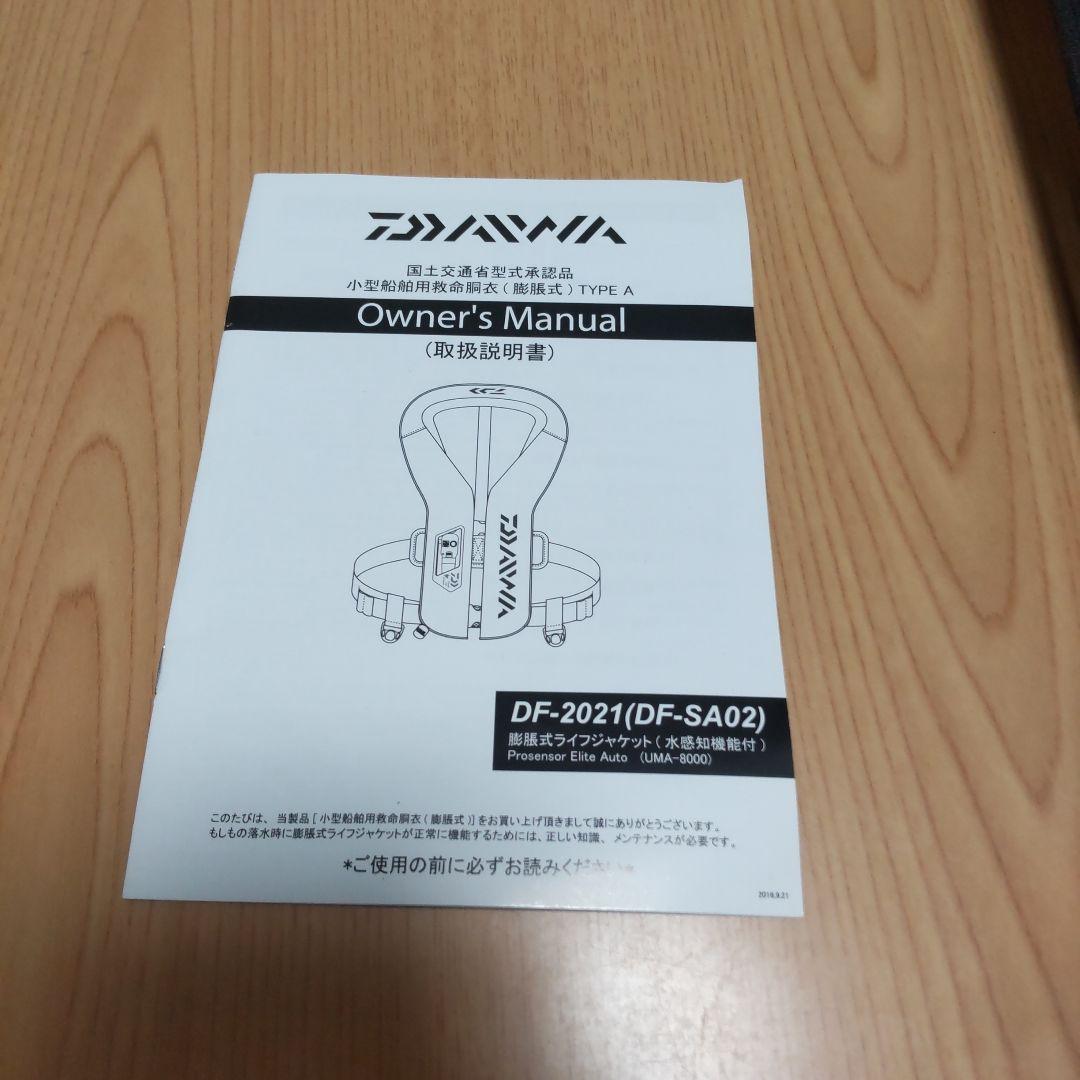 DAIWA
国土交通省型式承認品
小型船舶用救命胴衣(膨脹式)TYPE A
Owner's Manual
(取扱説明書)
DAIWA
DF-2021(DF-SA02)
膨脹式ライフジャケット(水感知機能付)
Prosensor Elite Auto (UMA-8000)
このたびは、当製品[小型船舶用救命胴衣(膨脹式)]をお買い上げ頂きまして誠にありがとうございます。
もしもの落水時に膨脹式ライフジャケットが正常に機能するためには、正しい知識、メンテナンスが必要です。
*ご使用の前に必ずお読みください*
2018.9.21